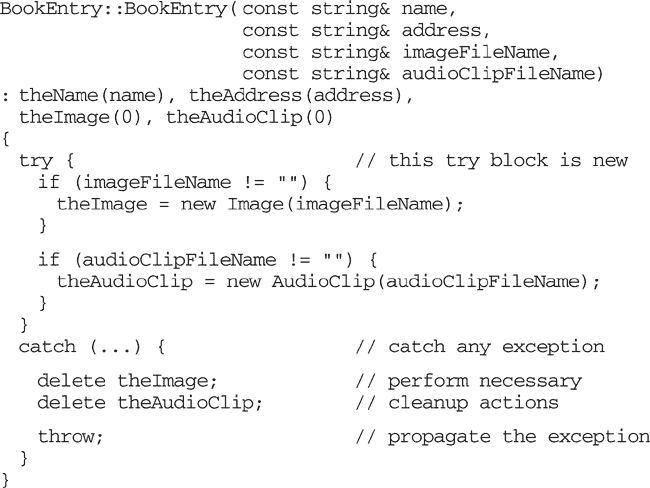 BookEntry::BookEntry( const string& name,
                      const string& address,
                      const string& imageFileName,
                      const string& audioClipFileName)
: theName(name), theAddress(address),
  theImage(0), theAudioClip(0)
{
  try {                            // this try block is new
    if (imageFileName != "") {
      theImage = new Image(imageFileName);
    }
    if (audioClipFileName != "") {
      theAudioClip = new AudioClip(audioClipFileName);
    }
  }
  catch (...) {                    // catch any exception
    delete theImage;               // perform necessary
    delete theAudioClip;           // cleanup actions
    throw;                         // propagate the exception
  }
}